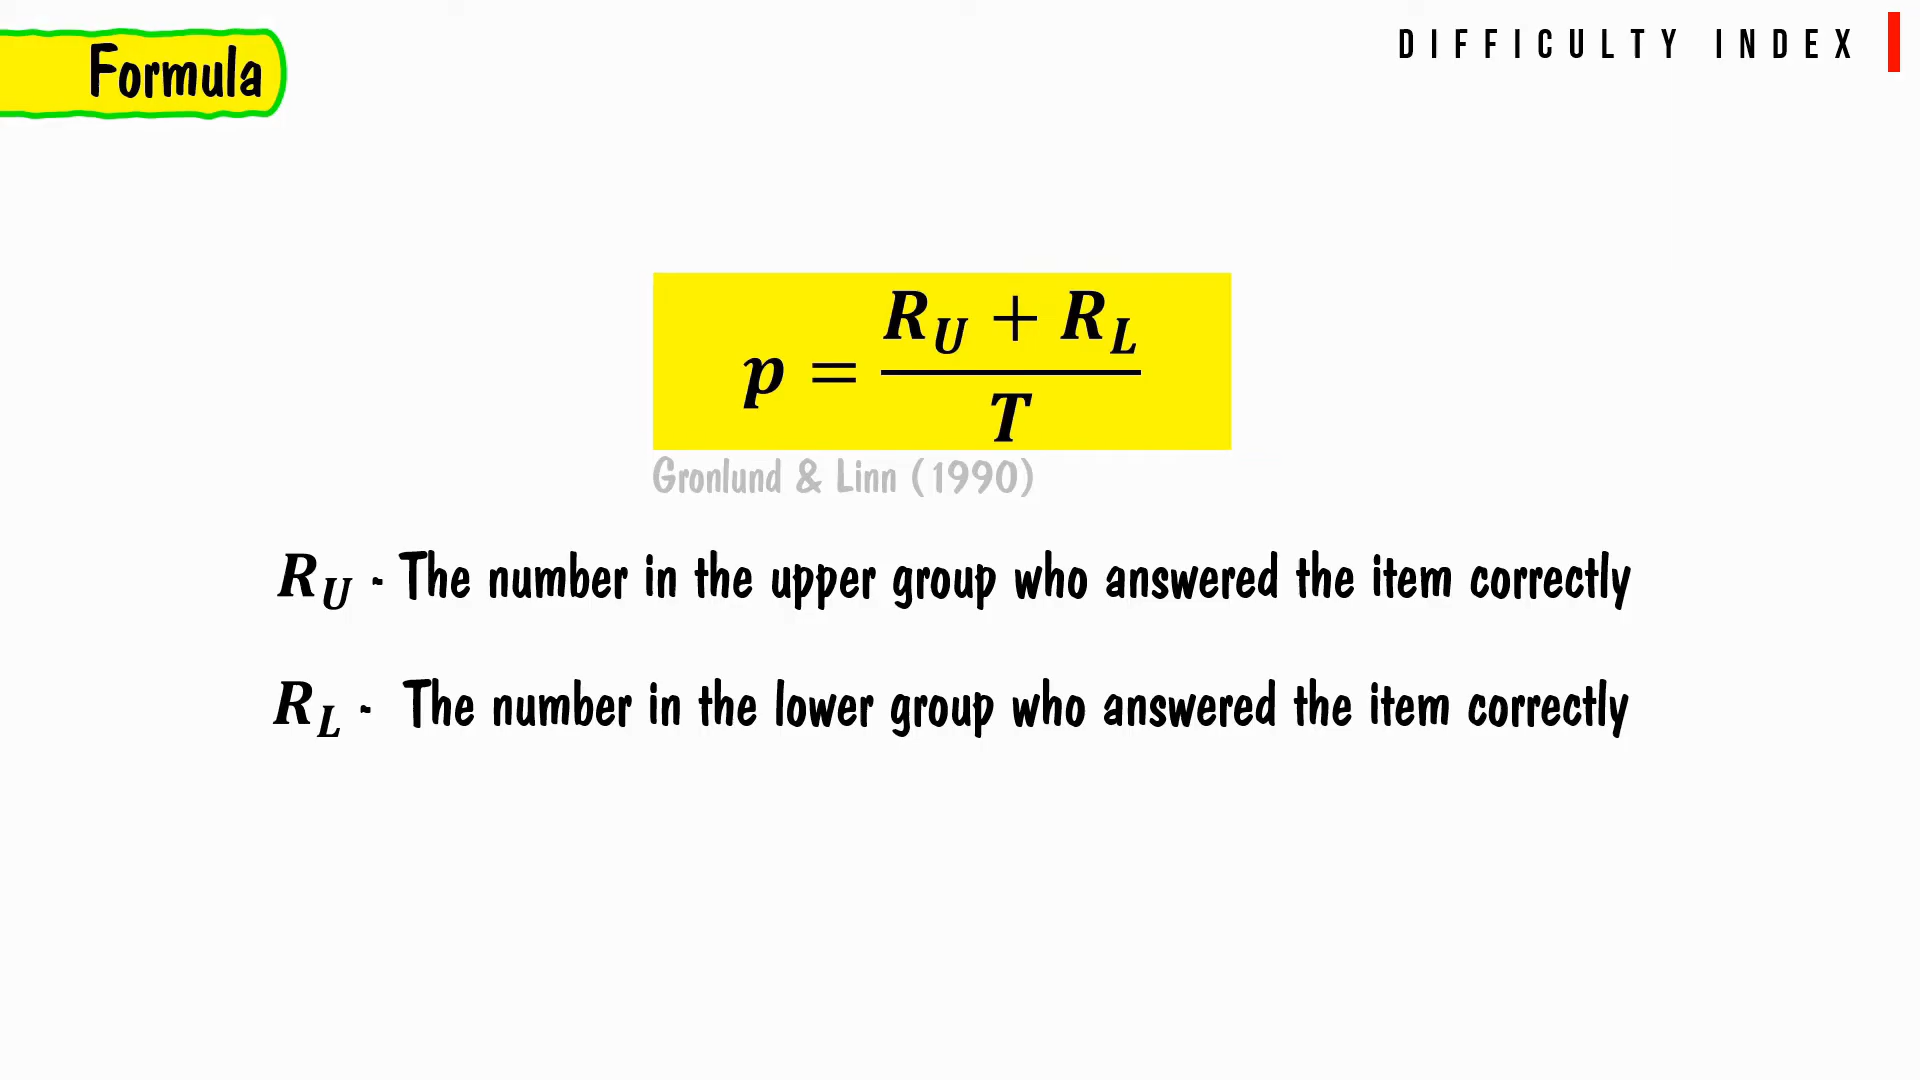 Formula
DIFFICULTY INDEX
p = \frac{R_U + R_L}{T}
Gronlund & Linn (1990)
R_U - The number in the upper group who answered the item correctly
R_L - The number in the lower group who answered the item correctly